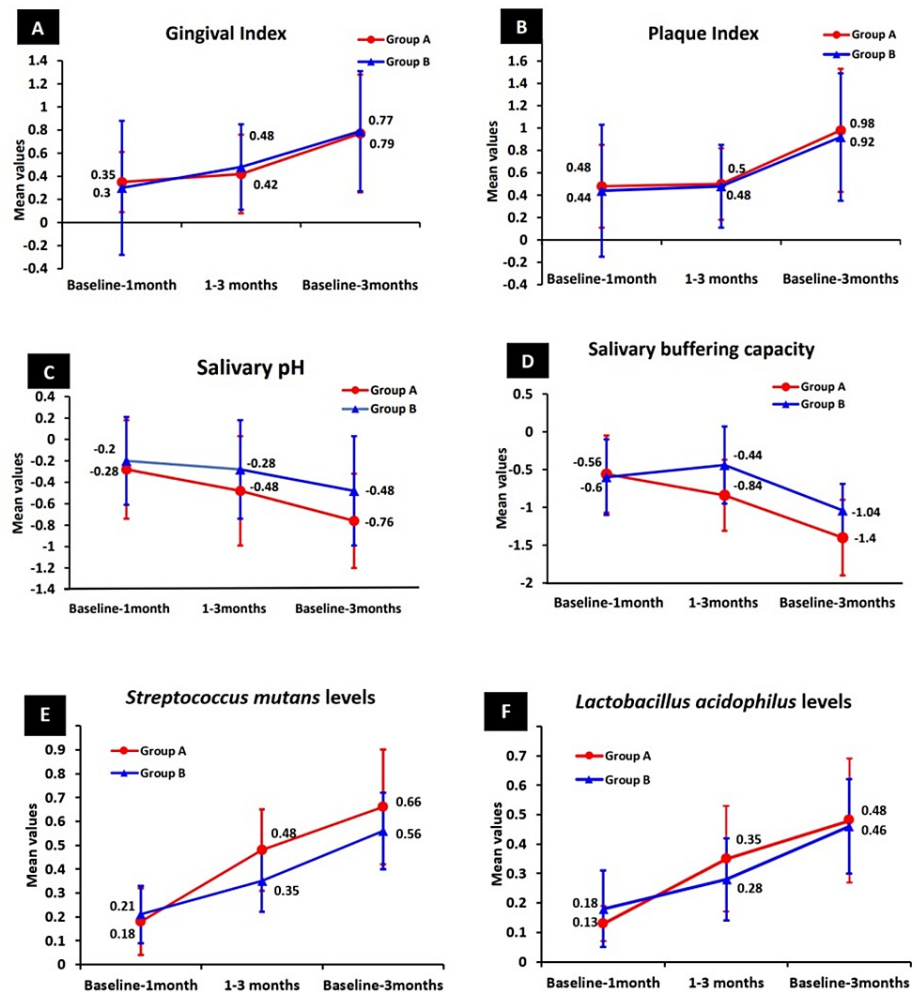 A
Gingival Index
Group A
Group B
Mean values
1.4
1.2
1
0.8
0.6
0.4
0.2
0
-0.2
-0.4
0.35
0.3
0.48
0.42
0.77
0.79
Baseline-1month
1-3 months
Baseline-3months
B
Plaque Index
Group A
Group B
Mean values
1.6
1.4
1.2
1
0.8
0.6
0.4
0.2
0
-0.2
-0.4
0.48
0.44
0.5
0.48
0.98
0.92
Baseline-1month
1-3 months
Baseline-3months
C
Salivary pH
Group A
Group B
Mean values
0.4
0.2
0
-0.2
-0.4
-0.6
-0.8
-1
-1.2
-1.4
-0.2
-0.28
-0.28
-0.48
-0.48
-0.76
Baseline-1month
1-3months
Baseline-3months
D
Salivary buffering capacity
Group A
Group B
Mean values
0.5
0
-0.5
-1
-1.5
-2
-0.56
-0.6
-0.44
-0.84
-1.04
-1.4
Baseline-1month
1-3months
Baseline-3months
E
Streptococcus mutans levels
Group A
Group B
Mean values
0.9
0.8
0.7
0.6
0.5
0.4
0.3
0.2
0.1
0
0.21
0.18
0.48
0.35
0.66
0.56
Baseline-1month
1-3 months
Baseline-3months
F
Lactobacillus acidophilus levels
Group A
Group B
Mean values
0.7
0.6
0.5
0.4
0.3
0.2
0.1
0
0.18
0.13
0.35
0.28
0.48
0.46
Baseline-1month
1-3 months
Baseline-3months